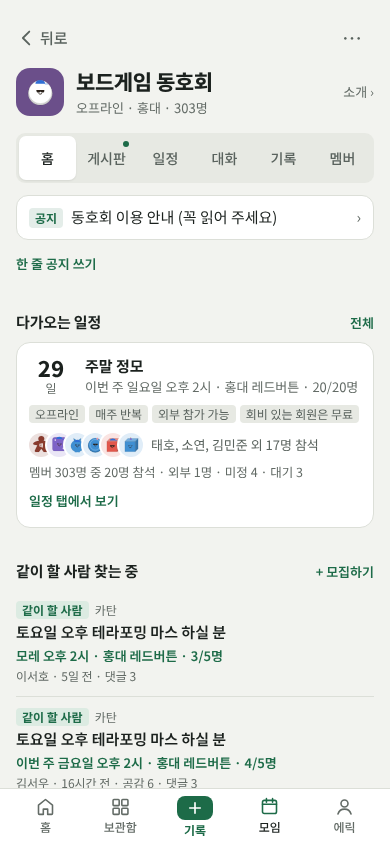 뒤로
보드게임 동호회
오프라인 · 홍대 · 303명
소개 ›
홈 게시판 일정 대화 기록 멤버
공지 동호회 이용 안내 (꼭 읽어 주세요) ›
한 줄 공지 쓰기
다가오는 일정 전체
29
일
주말 정모
이번 주 일요일 오후 2시 · 홍대 레드버튼 · 20/20명
오프라인 매주 반복 외부 참가 가능 회비 있는 회원은 무료
태호, 소연, 김민준 외 17명 참석
멤버 303명 중 20명 참석 · 외부 1명 · 미정 4 · 대기 3
일정 탭에서 보기
같이 할 사람 찾는 중 + 모집하기
같이 할 사람 카탄
토요일 오후 테라포밍 마스 하실 분
모레 오후 2시 · 홍대 레드버튼 · 3/5명
이서호 · 5일 전 · 댓글 3
같이 할 사람 카탄
토요일 오후 테라포밍 마스 하실 분
이번 주 금요일 오후 2시 · 홍대 레드버튼 · 4/5명
김서우 · 16시간 전 · 공감 6 · 댓글 3
홈 보관함 기록 모임 에릭